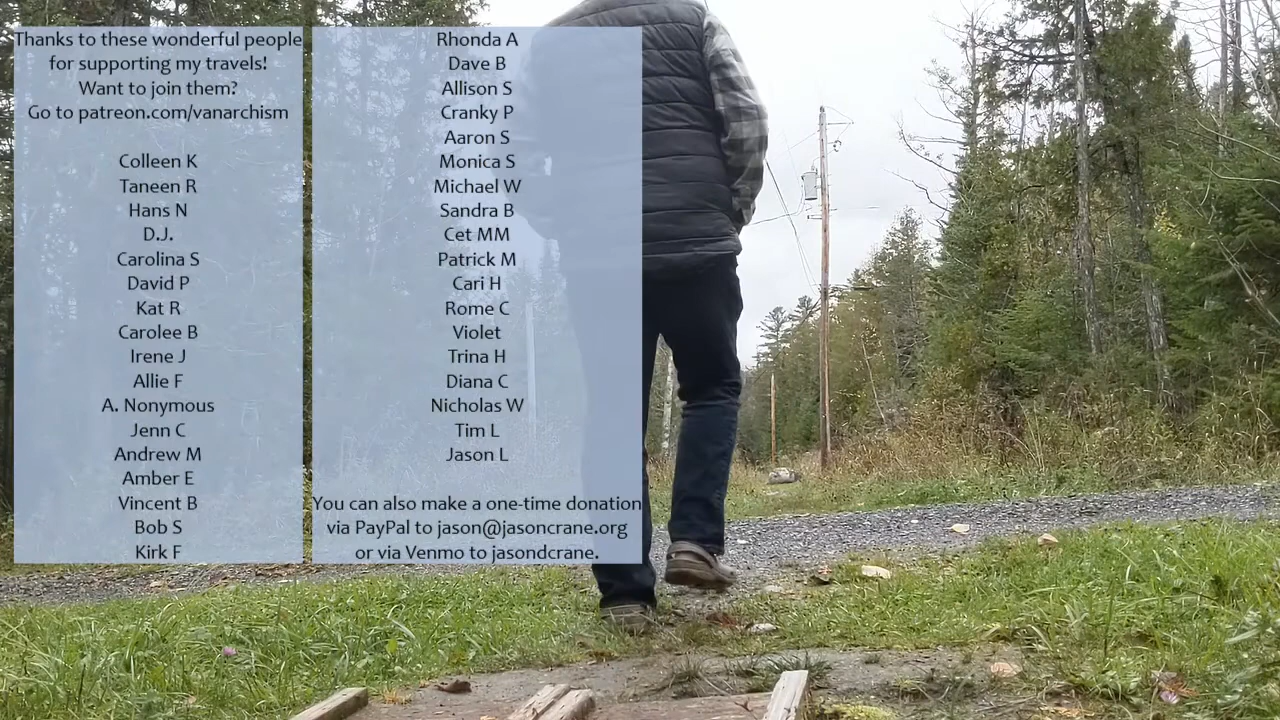 Thanks to these wonderful people
for supporting my travels!
Want to join them?
Go to patreon.com/vanarchism
Colleen K
Taneen R
Hans N
D.J.
Carolina S
David P
Kat R
Carolee B
Irene J
Allie F
A. Nonymous
Jenn C
Andrew M
Amber E
Vincent B
Bob S
Kirk F
Rhonda A
Dave B
Allison S
Cranky P
Aaron S
Monica S
Michael W
Sandra B
Cet MM
Patrick M
Cari H
Rome C
Violet
Trina H
Diana C
Nicholas W
Tim L
Jason L
You can also make a one-time donation
via PayPal to jason@jasoncrane.org
or via Venmo to jasondcrane.